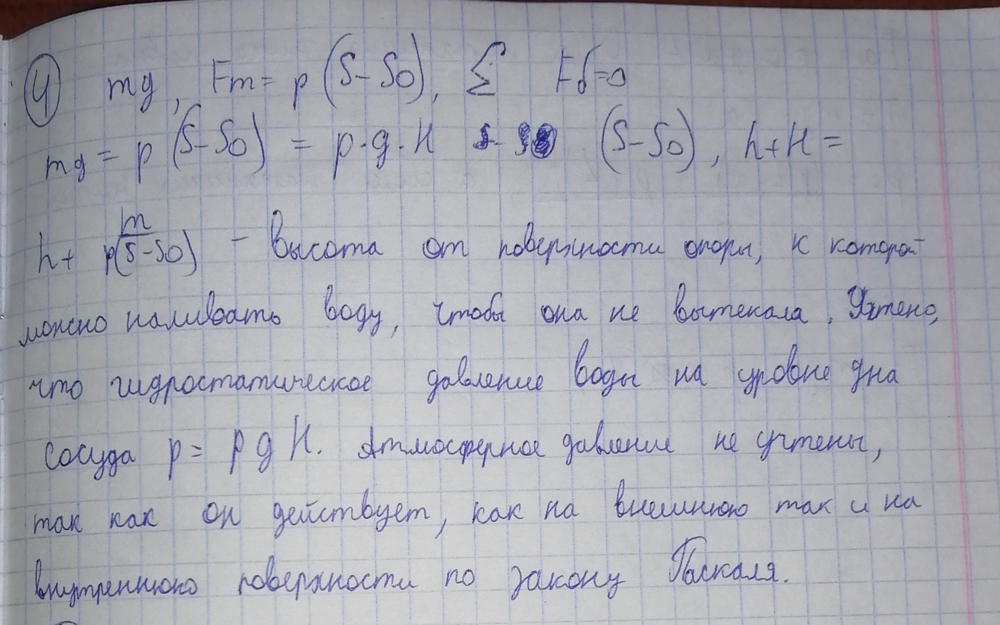 4 mg, Fт = p (S - S0), ∑ Fб = 0
mg = p (S - S0) = ρ · g · H (S - S0), h + H =
h + m / ρ(S - S0) - высота от поверхности опоры, к которой
можно наливать воду, чтобы она не вытекала. Учтено,
что гидростатическое давление воды на уровне дна
сосуда p = ρ g H. Атмосферное давление не учтены,
так как он действует, как на внешнюю так и на
внутреннюю поверхности по закону Паскаля.